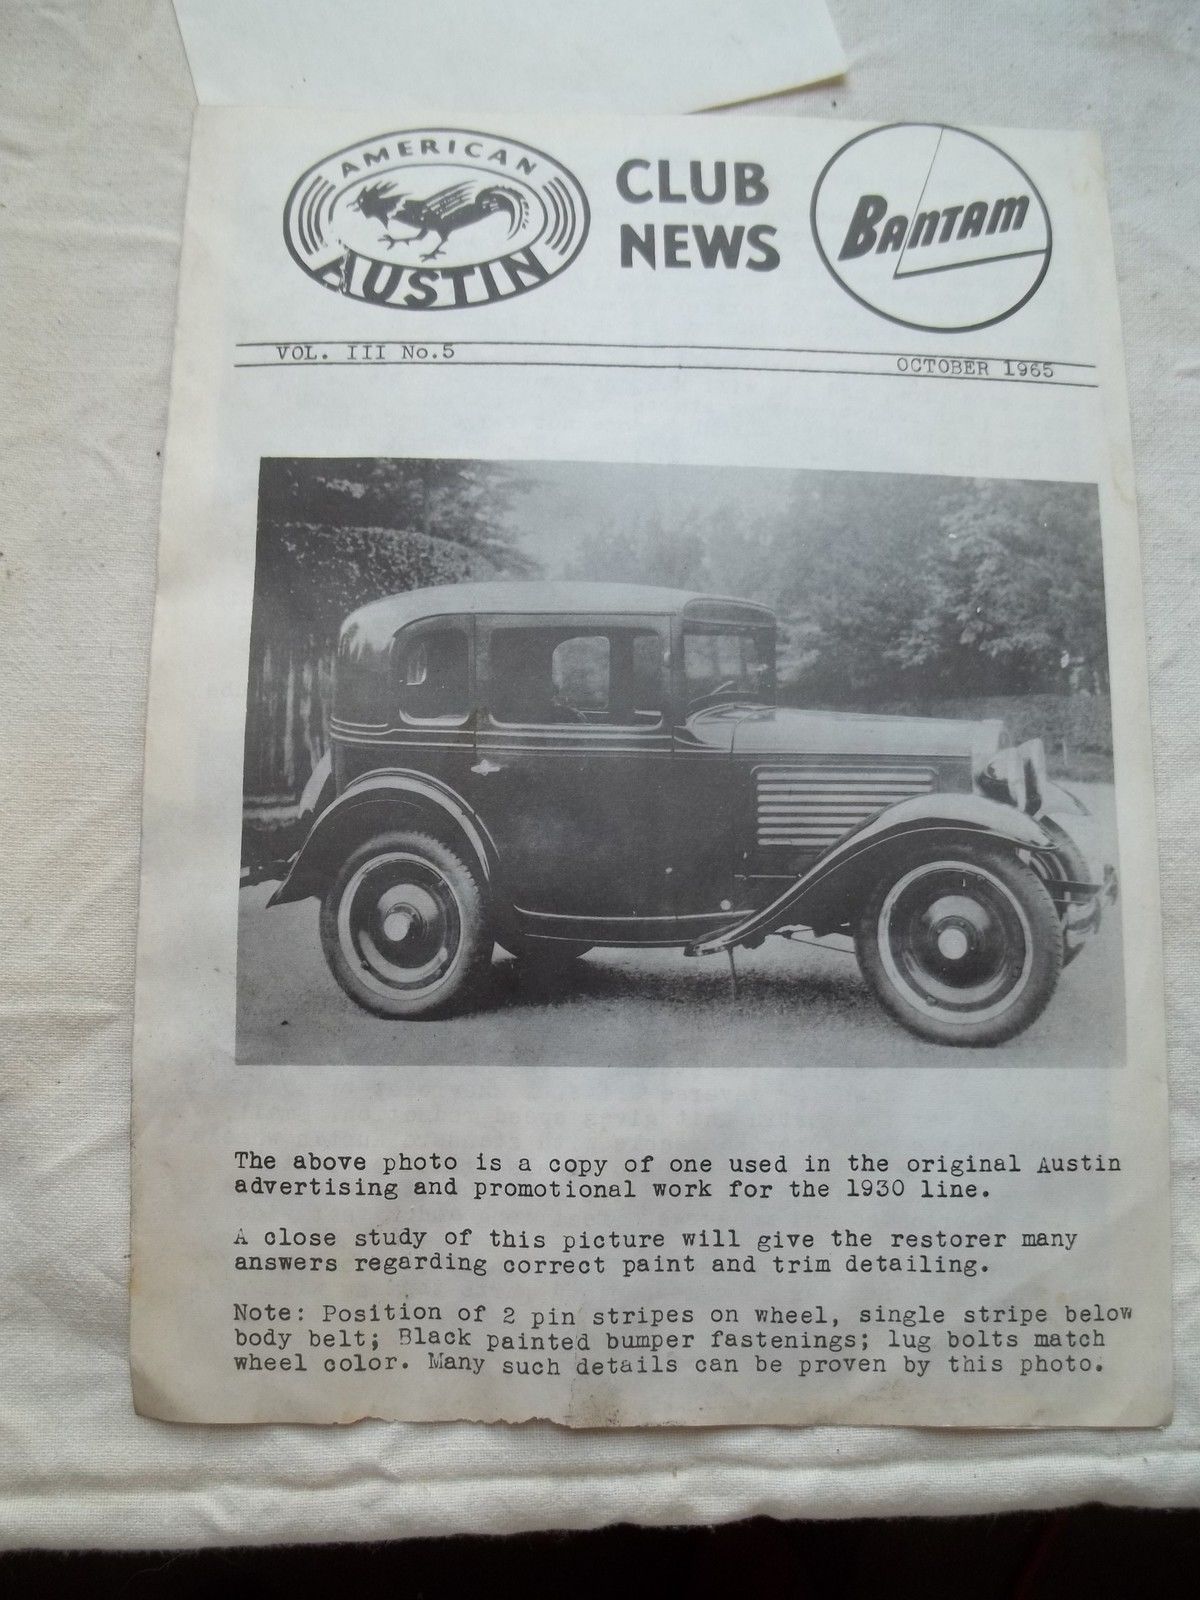 AMERICAN
AUSTIN
CLUB
NEWS
BANTAM
VOL. III No.5
OCTOBER 1965
The above photo is a copy of one used in the original Austin
advertising and promotional work for the 1930 line.
A close study of this picture will give the restorer many
answers regarding correct paint and trim detailing.
Note: Position of 2 pin stripes on wheel, single stripe below
body belt; Black painted bumper fastenings; lug bolts match
wheel color. Many such details can be proven by this photo.